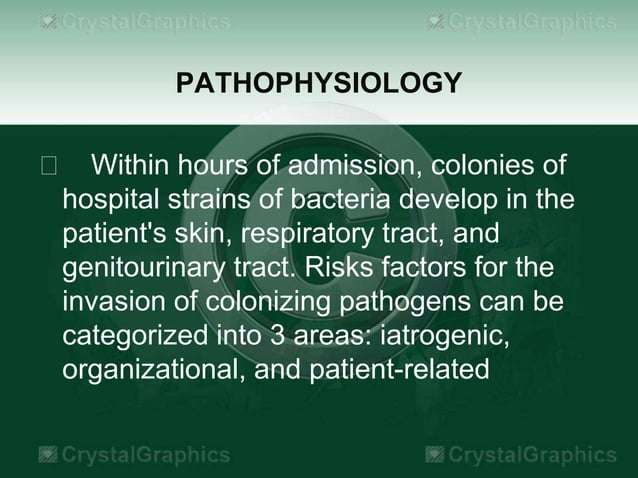 CrystalGraphics CrystalGraphics
PATHOPHYSIOLOGY
Within hours of admission, colonies of
hospital strains of bacteria develop in the
patient's skin, respiratory tract, and
genitourinary tract. Risks factors for the
invasion of colonizing pathogens can be
categorized into 3 areas: iatrogenic,
organizational, and patient-related
CrystalGraphics CrystalGraphics